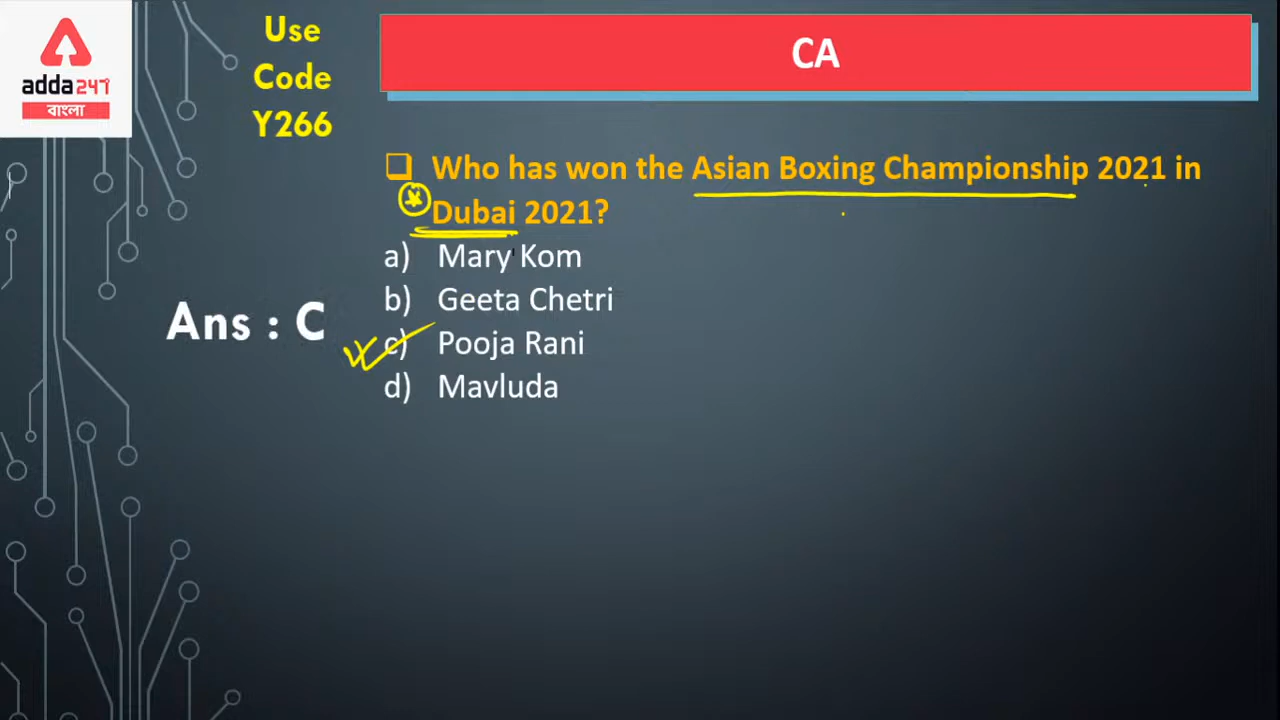 adda247
বাংলা
Use
Code
Y266
CA
Who has won the Asian Boxing Championship 2021 in
Dubai 2021?
a) Mary Kom
b) Geeta Chetri
c) Pooja Rani
d) Mavluda
Ans : C